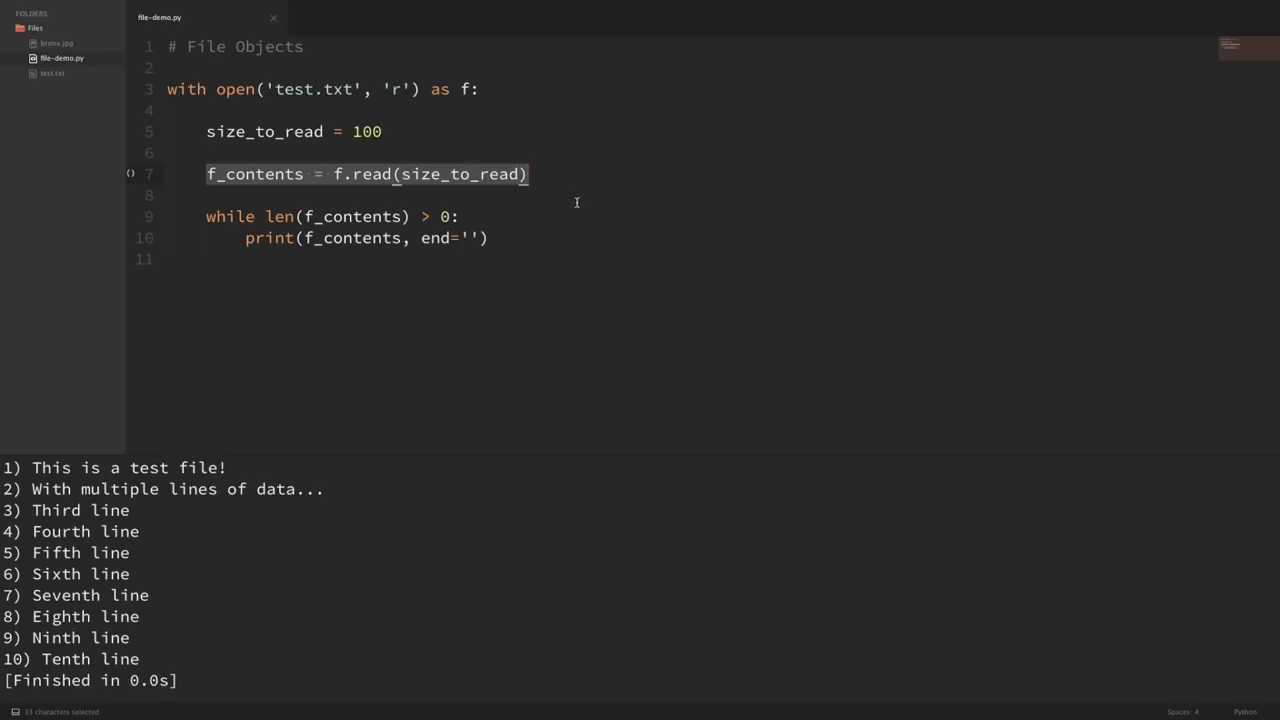 FOLDERS
Files
bronx.jpg
file-demo.py
test.txt
file-demo.py
1 # File Objects
2
3 with open('test.txt', 'r') as f:
4
5 size_to_read = 100
6
7 f_contents = f.read(size_to_read)
8
9 while len(f_contents) > 0:
10 print(f_contents, end='')
11
1) This is a test file!
2) With multiple lines of data...
3) Third line
4) Fourth line
5) Fifth line
6) Sixth line
7) Seventh line
8) Eighth line
9) Ninth line
10) Tenth line
[Finished in 0.0s]
33 characters selected
Spaces: 4
Python